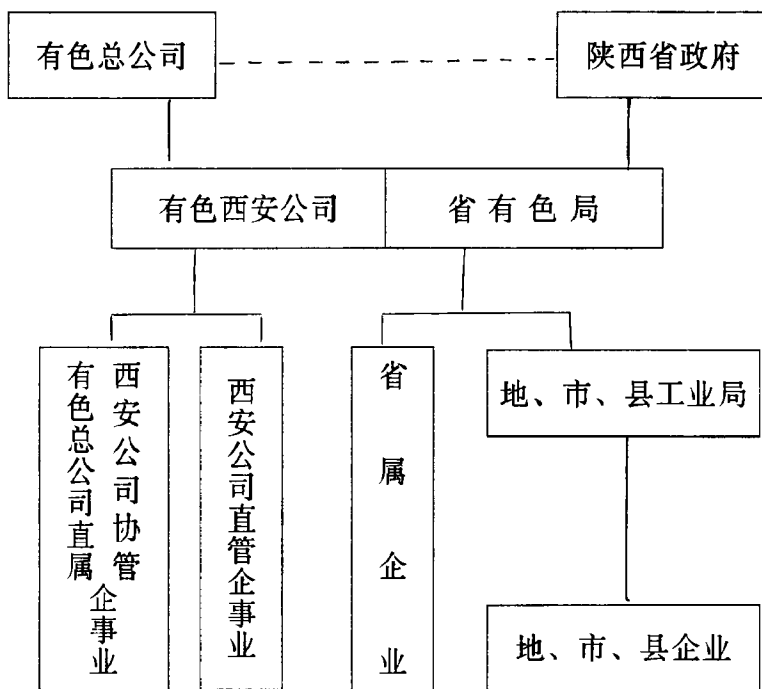 有色总公司
陕西省政府
有色西安公司
省有色局
有色总公司直属
西安公司协管
企事业
西安公司直管企事业
省属企业
地、市、县工业局
地、市、县企业